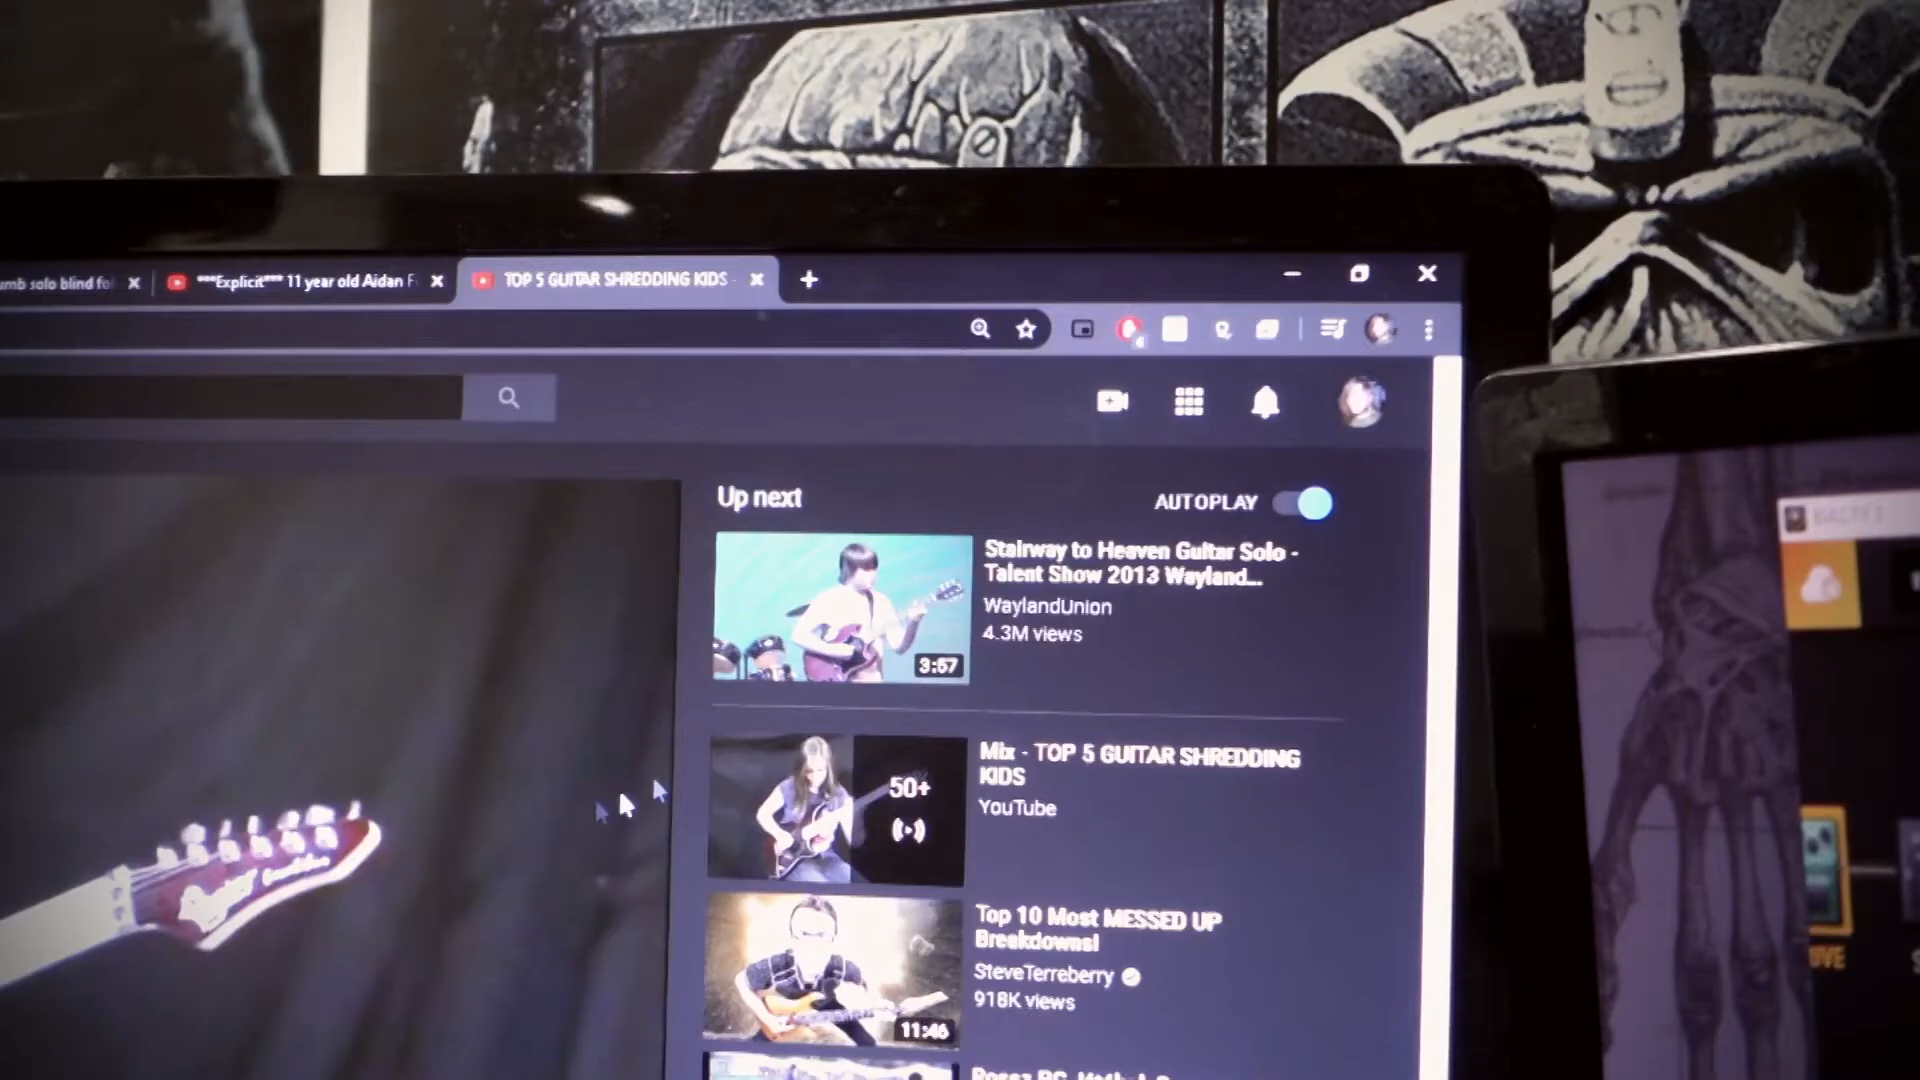 umb solo blind fo
***Explicit*** 11 year old Aidan F
TOP 5 GUITAR SHREDDING KIDS -
6
Up next
AUTOPLAY
Stairway to Heaven Guitar Solo -
Talent Show 2013 Wayland...
WaylandUnion
4.3M views
3:57
Mix - TOP 5 GUITAR SHREDDING
KIDS
YouTube
50+
Top 10 Most MESSED UP
Breakdowns!
SteveTerreberry
918K views
11:46